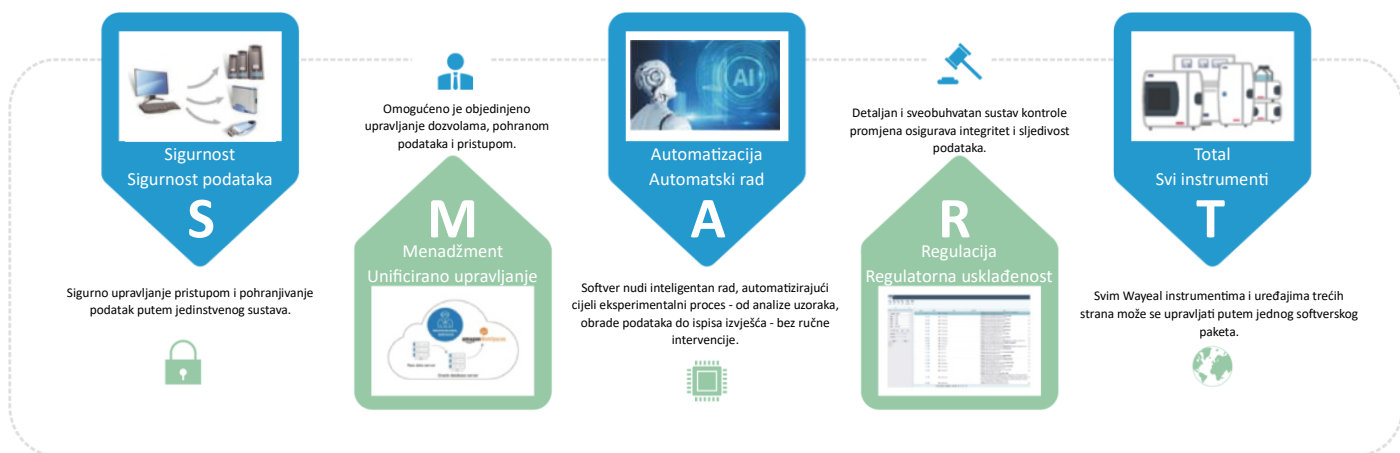 Sigurnost
Sigurnost podataka
S
Sigurno upravljanje pristupom i pohranjivanje
podatak putem jedinstvenog sustava.
Omogućeno je objedinjeno
upravljanje dozvolama, pohranom
podataka i pristupom.
M
Menadžment
Unificirano upravljanje
AI
Automatizacija
Automatski rad
A
Softver nudi inteligentan rad, automatizirajući
cijeli eksperimentalni proces - od analize uzoraka,
obrade podataka do ispisa izvješća - bez ručne
intervencije.
Detaljan i sveobuhvatan sustav kontrole
promjena osigurava integritet i sljedivost
podataka.
R
Regulacija
Regulatorna usklađenost
Total
Svi instrumenti
T
Svim Wayeal instrumentima i uređajima trećih
strana može se upravljati putem jednog softverskog
paketa.